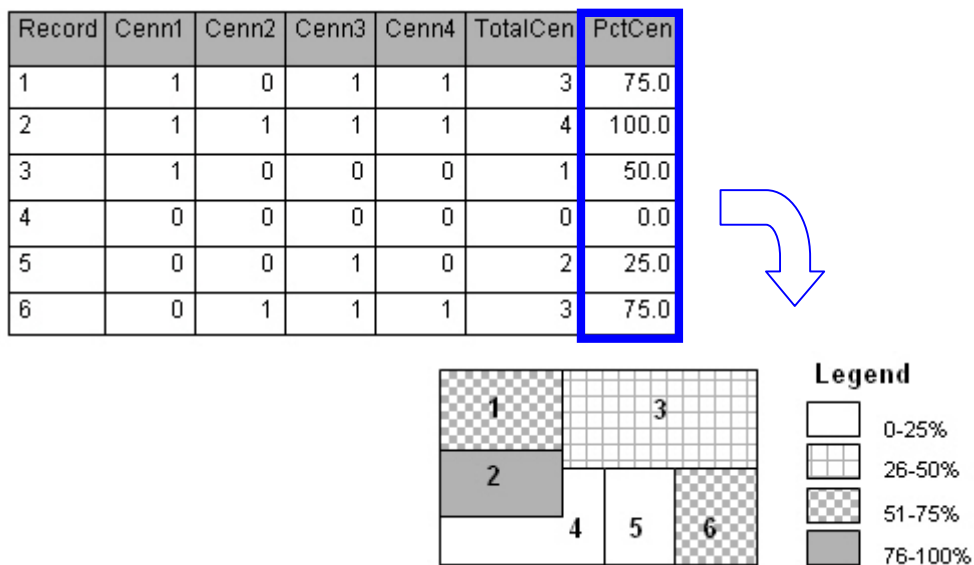 Record Cenn1 Cenn2 Cenn3 Cenn4 TotalCen PctCen
1 1 0 1 1 3 75.0
2 1 1 1 1 4 100.0
3 1 0 0 0 1 50.0
4 0 0 0 0 0 0.0
5 0 0 1 0 2 25.0
6 0 1 1 1 3 75.0
1 3
2
4 5 6
Legend
0-25%
26-50%
51-75%
76-100%